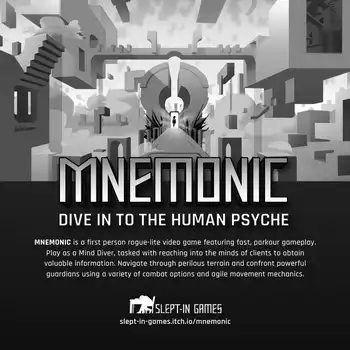 MNEMONIC
DIVE IN TO THE HUMAN PSYCHE
MNEMONIC is a first person rogue-lite video game featuring fast, parkour gameplay.
Play as a Mind Diver, tasked with reaching into the minds of clients to obtain
valuable information. Navigate through perilous terrain and confront powerful
guardians using a variety of combat options and agile movement mechanics.
SLEPT-IN GAMES
slept-in-games.itch.io/mnemonic